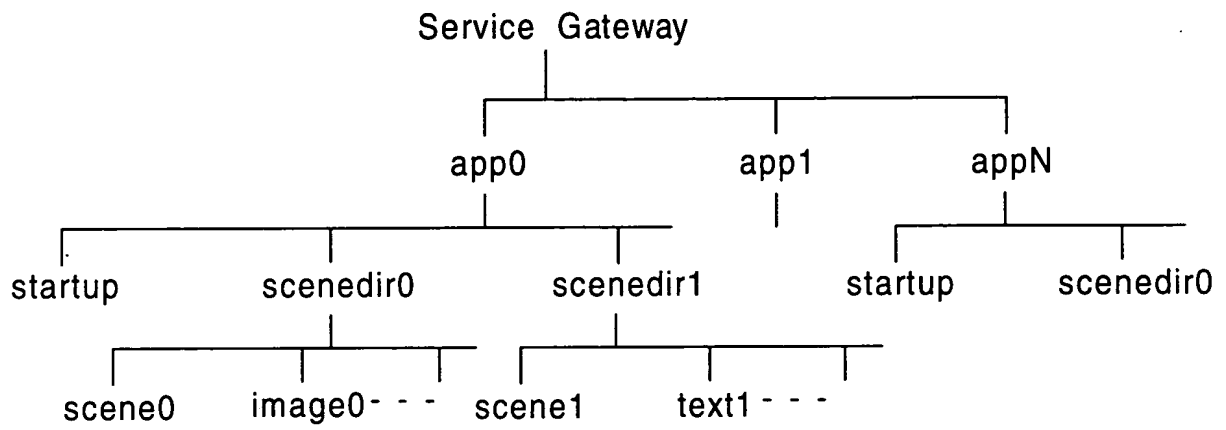 Service Gateway
app0 app1 appN
startup scenedir0 scenedir1 startup scenedir0
scene0 image0 - - - scene1 text1 - - -